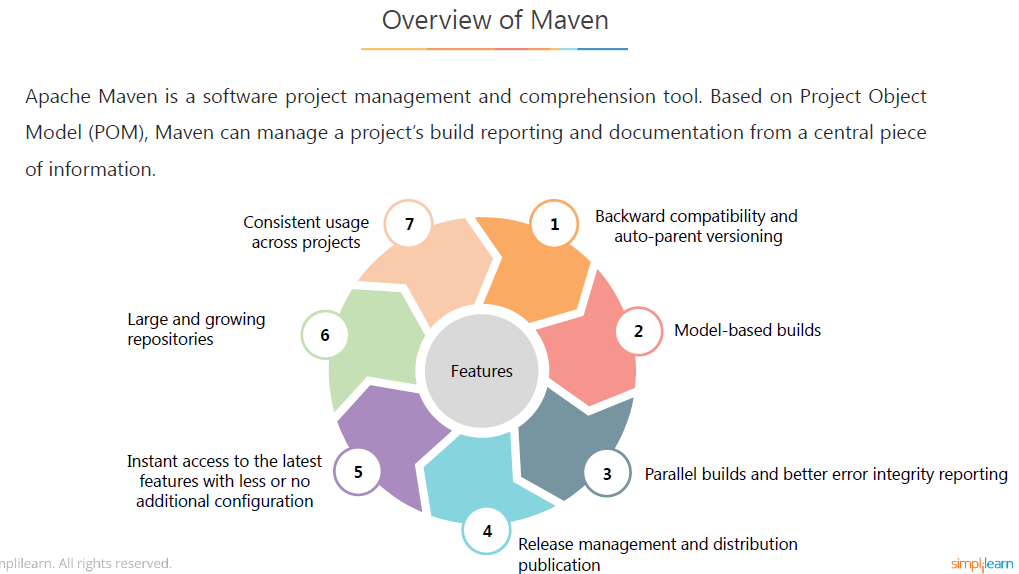 Overview of Maven
Apache Maven is a software project management and comprehension tool. Based on Project Object
Model (POM), Maven can manage a project's build reporting and documentation from a central piece
of information.
1
Backward compatibility and
auto-parent versioning
2
Model-based builds
3
Parallel builds and better error integrity reporting
4
Release management and distribution
publication
5
Instant access to the latest
features with less or no
additional configuration
6
Large and growing
repositories
7
Consistent usage
across projects
Features
mplilearn. All rights reserved.
simplilearn